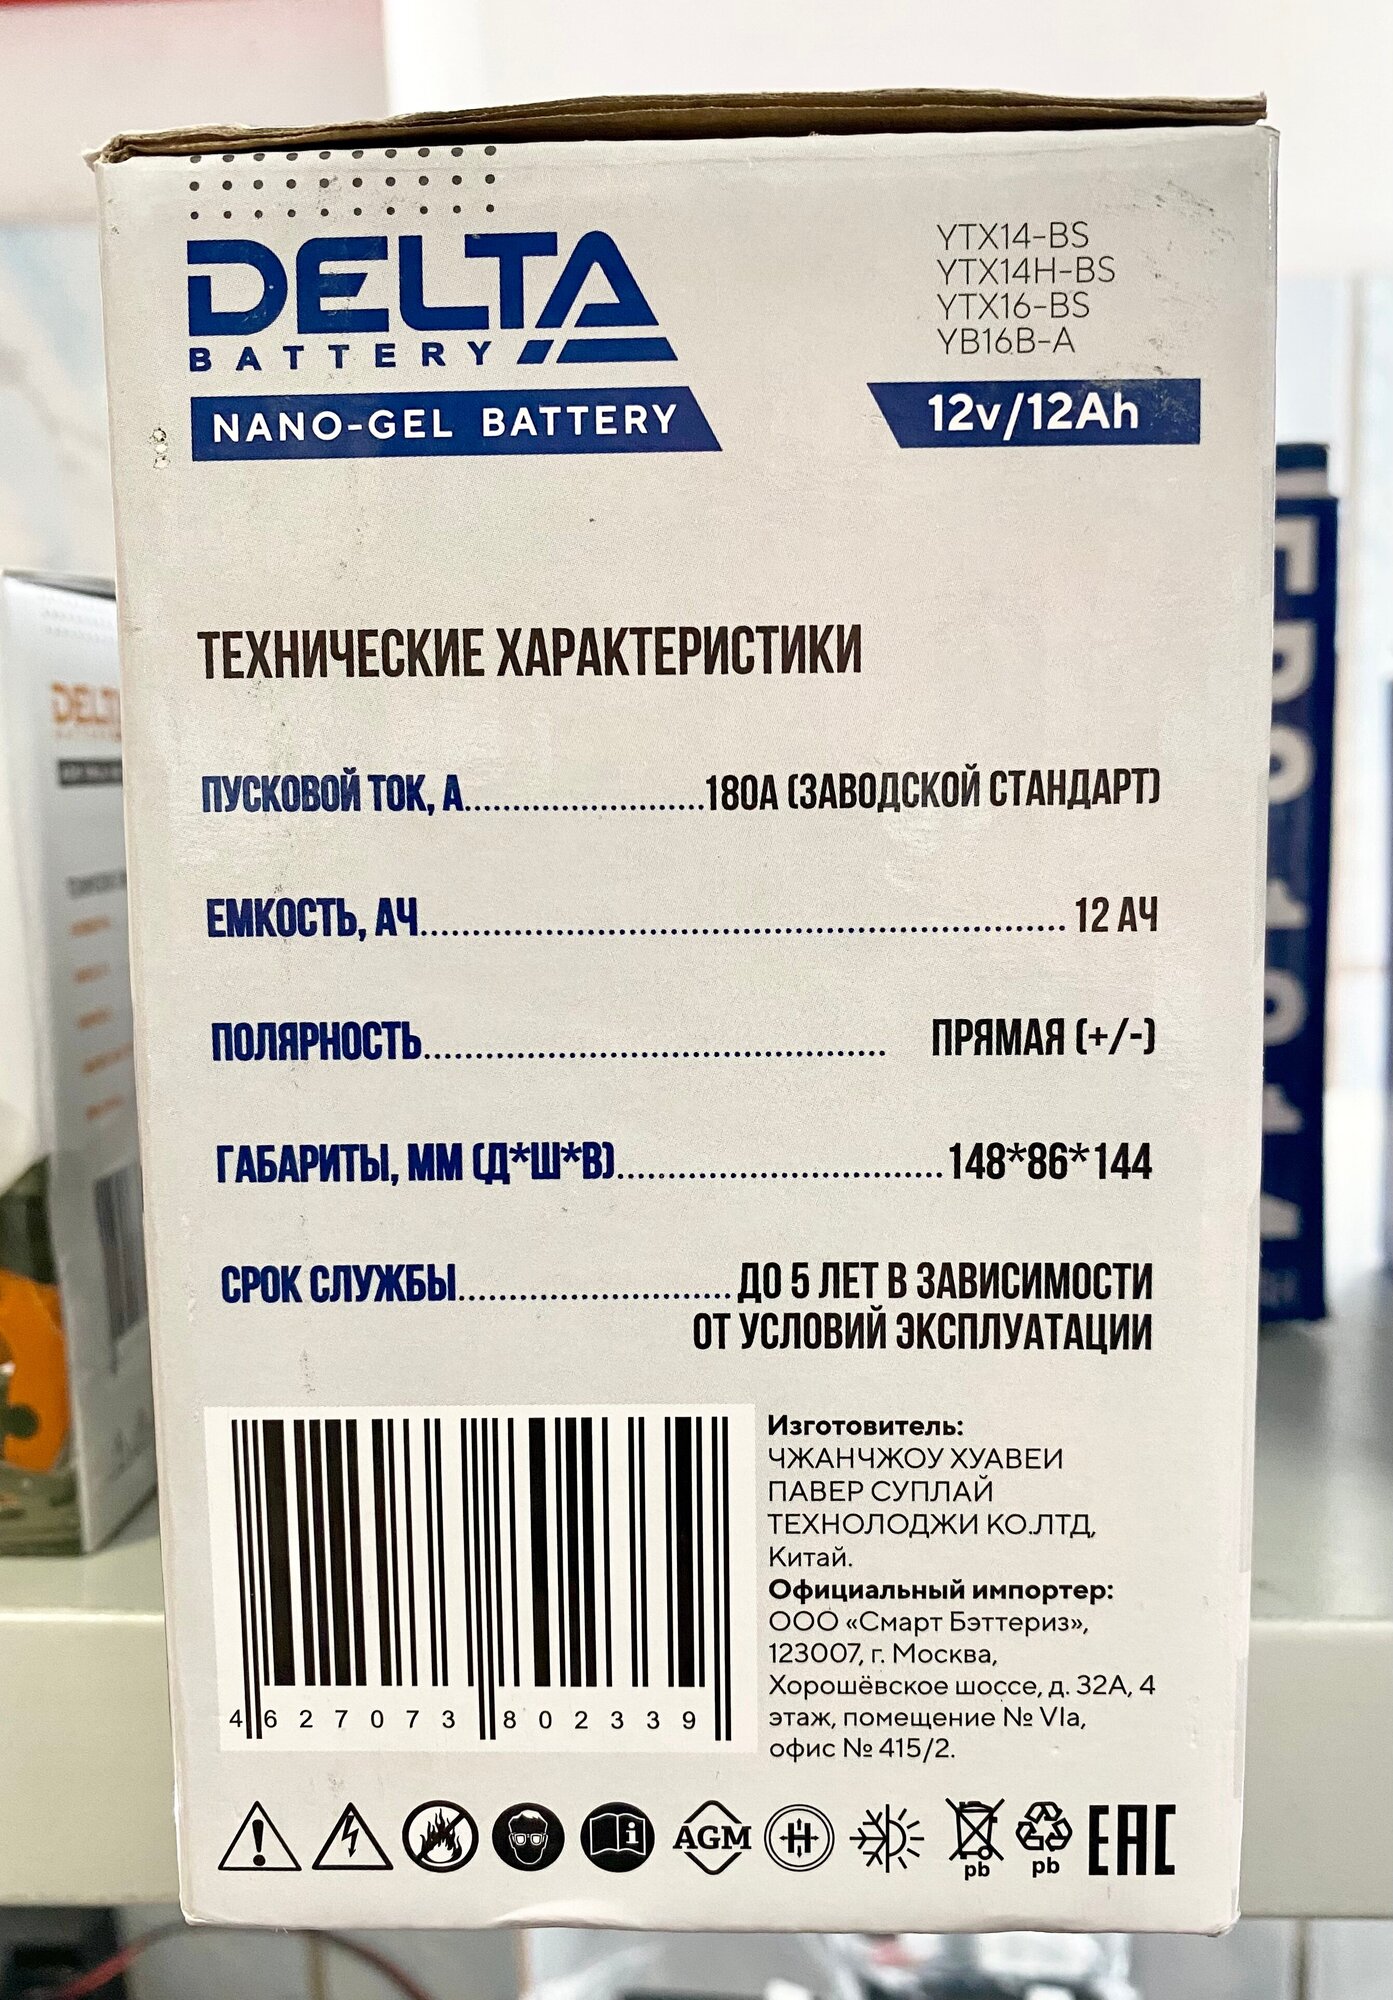 DELTA
BATTERY
NANO-GEL BATTERY
YTX14-BS
YTX14H-BS
YTX16-BS
YB16B-A
12v/12Ah
ТЕХНИЧЕСКИЕ ХАРАКТЕРИСТИКИ
ПУСКОВОЙ ТОК, А......................180А (ЗАВОДСКОЙ СТАНДАРТ)
ЕМКОСТЬ, АЧ.............................................................. 12 АЧ
ПОЛЯРНОСТЬ............................................ ПРЯМАЯ (+/-)
ГАБАРИТЫ, ММ (Д*Ш*В)................................148*86*144
СРОК СЛУЖБЫ.......................... ДО 5 ЛЕТ В ЗАВИСИМОСТИ
ОТ УСЛОВИЙ ЭКСПЛУАТАЦИИ
4 627073 802339
Изготовитель:
ЧЖАНЧЖОУ ХУАВЕИ
ПАВЕР СУПЛАЙ
ТЕХНОЛОДЖИ КО.ЛТД,
Китай.
Официальный импортер:
ООО «Смарт Бэттериз»,
123007, г. Москва,
Хорошёвское шоссе, д. 32А, 4
этаж, помещение № VIa,
офис № 415/2.
AGM
pb
pb
EAC
DELT